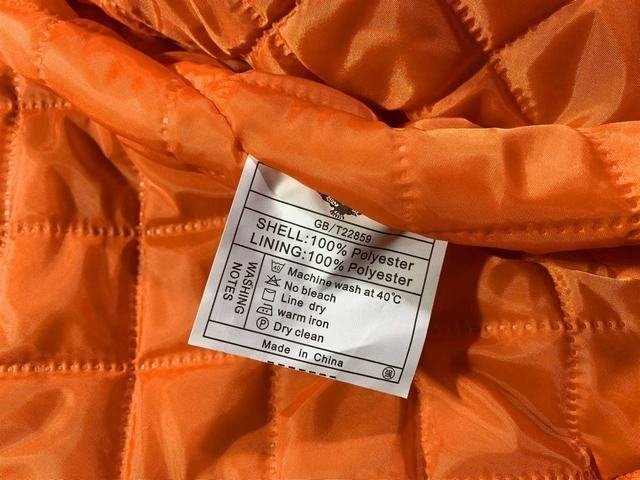 GB/T22859
SHELL:100% Polyester
LINING:100% Polyester
WASHING NOTES
40 Machine wash at 40℃
No bleach
Line dry
warm iron
P Dry clean
Made in China